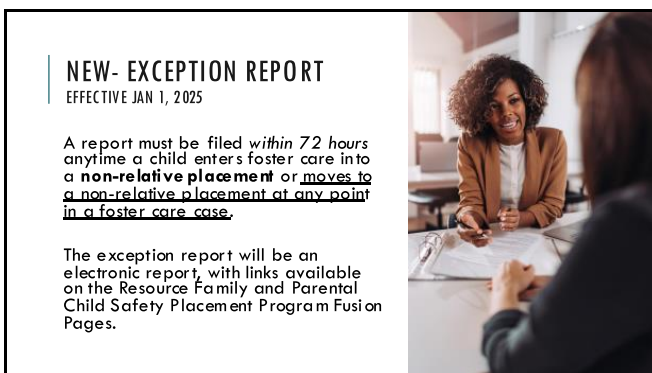 NEW- EXCEPTION REPORT
EFFECTIVE JAN 1, 2025
A report must be filed within 72 hours
anytime a child enters foster care into
a non-relative placement or moves to
a non-relative placement at any point
in a foster care case.
The exception report will be an
electronic report, with links available
on the Resource Family and Parental
Child Safety Placement Program Fusion
Pages.